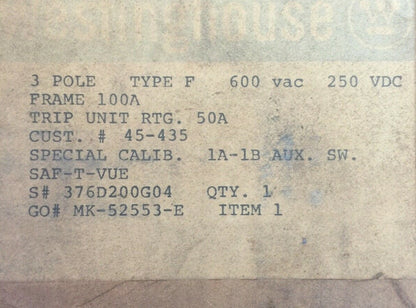 Westinghouse
3 POLE TYPE F 600 vac 250 VDC
FRAME 100A
TRIP UNIT RTG. 50A
CUST. # 45-435
SPECIAL CALIB. 1A-1B AUX. SW.
SAF-T-VUE
S# 376D200G04 QTY. 1
GO# MK-52553-E ITEM 1